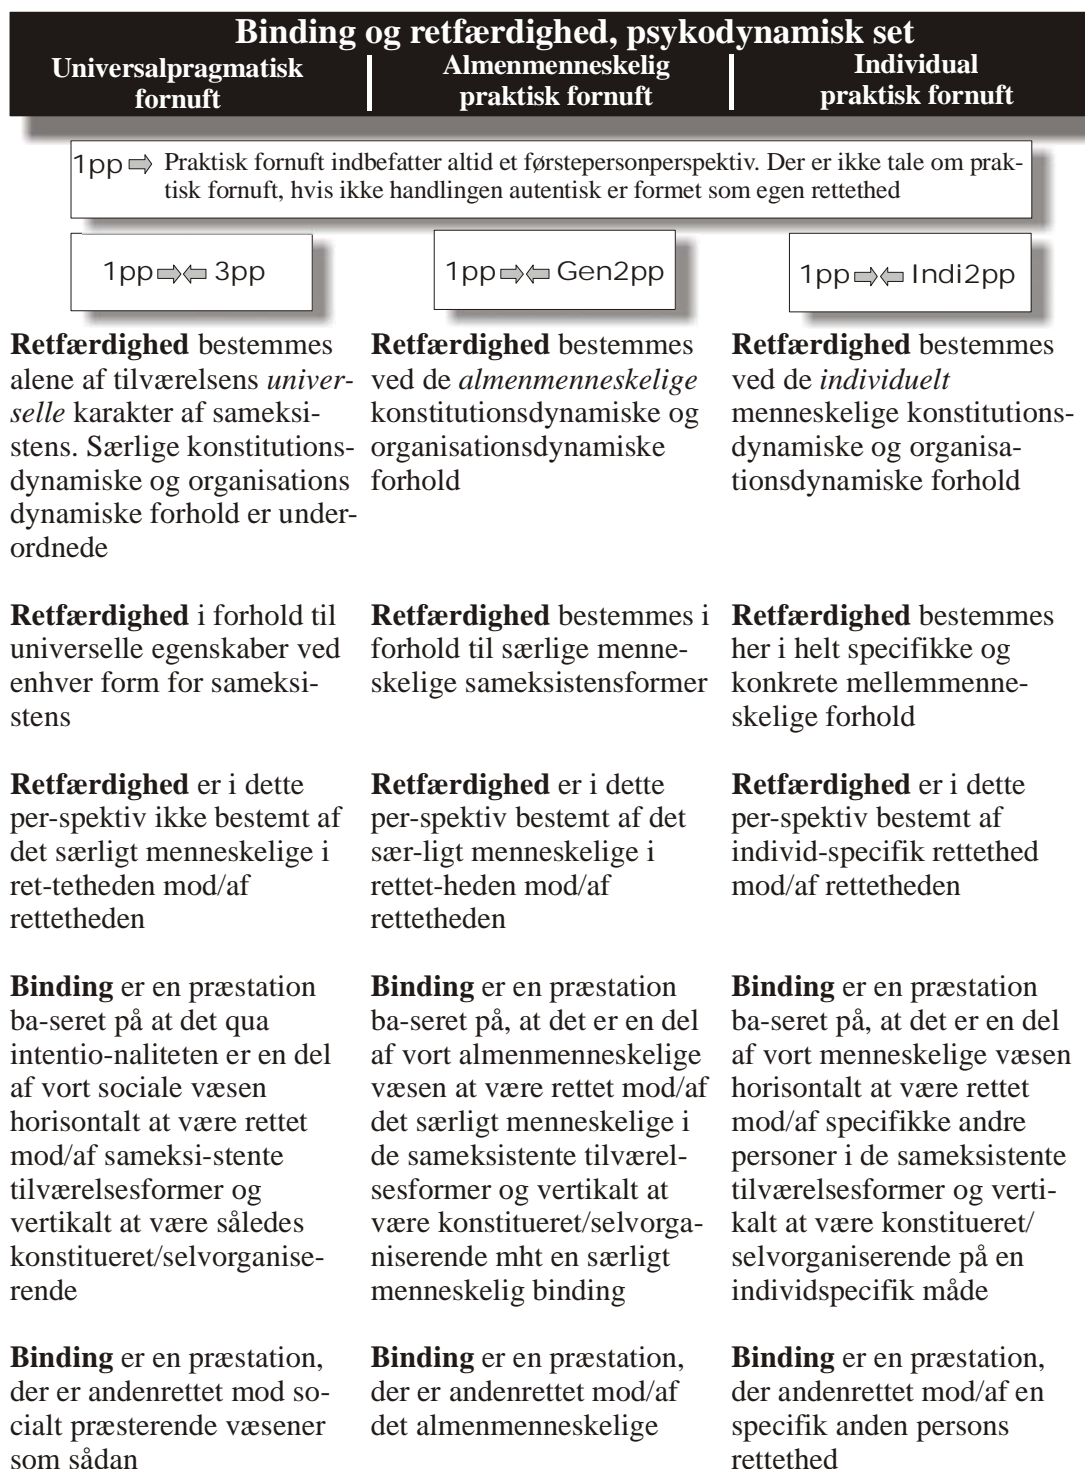 Binding og retfærdighed, psykodynamisk set
Universalpragmatisk
fornuft
Almenmenneskelig
praktisk fornuft
Individual
praktisk fornuft
1pp ⇨ Praktisk fornuft indbefatter altid et førstepersonperspektiv. Der er ikke tale om prak-
tisk fornuft, hvis ikke handlingen autentisk er formet som egen rettethed
1pp ⇨⇦ 3pp
1pp ⇨⇦ Gen2pp
1pp ⇨⇦ Indi2pp
Retfærdighed bestemmes
alene af tilværelsens univer-
selle karakter af sameksi-
stens. Særlige konstitutions-
dynamiske og organisations
dynamiske forhold er under-
ordnede
Retfærdighed bestemmes
ved de almenmenneskelige
konstitutionsdynamiske og
organisationsdynamiske
forhold
Retfærdighed bestemmes
ved de individuelt
menneskelige konstitutions-
dynamiske og organisa-
tionsdynamiske forhold
Retfærdighed i forhold til
universelle egenskaber ved
enhver form for sameksi-
stens
Retfærdighed bestemmes i
forhold til særlige menne-
skelige sameksistensformer
Retfærdighed bestemmes
her i helt specifikke og
konkrete mellemmenne-
skelige forhold
Retfærdighed er i dette
per-spektiv ikke bestemt af
det særligt menneskelige i
ret-tetheden mod/af
rettetheden
Retfærdighed er i dette
per-spektiv bestemt af det
sær-ligt menneskelige i
rettet-heden mod/af
rettetheden
Retfærdighed er i dette
per-spektiv bestemt af
individ-specifik rettethed
mod/af rettetheden
Binding er en præstation
ba-seret på at det qua
intentio-naliteten er en del
af vort sociale væsen
horisontalt at være rettet
mod/af sameksi-stente
tilværelsesformer og
vertikalt at være således
konstitueret/selvorganise-
rende
Binding er en præstation
ba-seret på, at det er en del
af vort almenmenneskelige
væsen at være rettet mod/af
det særligt menneskelige i
de sameksistente tilværel-
sesformer og vertikalt at
være konstitueret/selvorga-
niserende mht en særligt
menneskelig binding
Binding er en præstation
ba-seret på, at det er en del
af vort menneskelige væsen
horisontalt at være rettet
mod/af specifikke andre
personer i de sameksistente
tilværelsesformer og verti-
kalt at være konstitueret/
selvorganiserende på en
individspecifik måde
Binding er en præstation,
der er andenrettet mod so-
cialt præsterende væsener
som sådan
Binding er en præstation,
der er andenrettet mod/af
det almenmenneskelige
Binding er en præstation,
der andenrettet mod/af en
specifik anden persons
rettethed